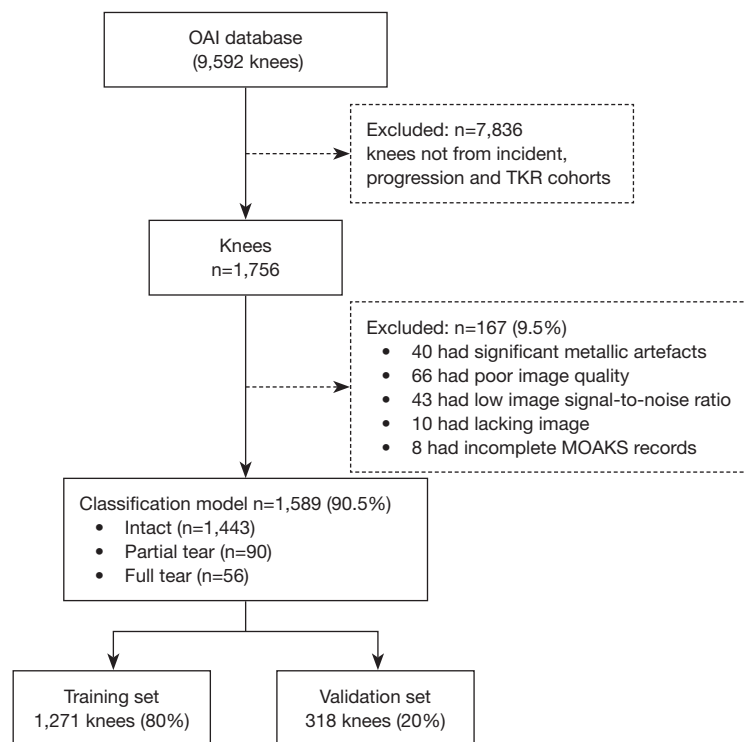 OAI database
(9,592 knees)
Excluded: n=7,836
knees not from incident,
progression and TKR cohorts
Knees
n=1,756
Excluded: n=167 (9.5%)
• 40 had significant metallic artefacts
• 66 had poor image quality
• 43 had low image signal-to-noise ratio
• 10 had lacking image
• 8 had incomplete MOAKS records
Classification model n=1,589 (90.5%)
• Intact (n=1,443)
• Partial tear (n=90)
• Full tear (n=56)
Training set
1,271 knees (80%)
Validation set
318 knees (20%)